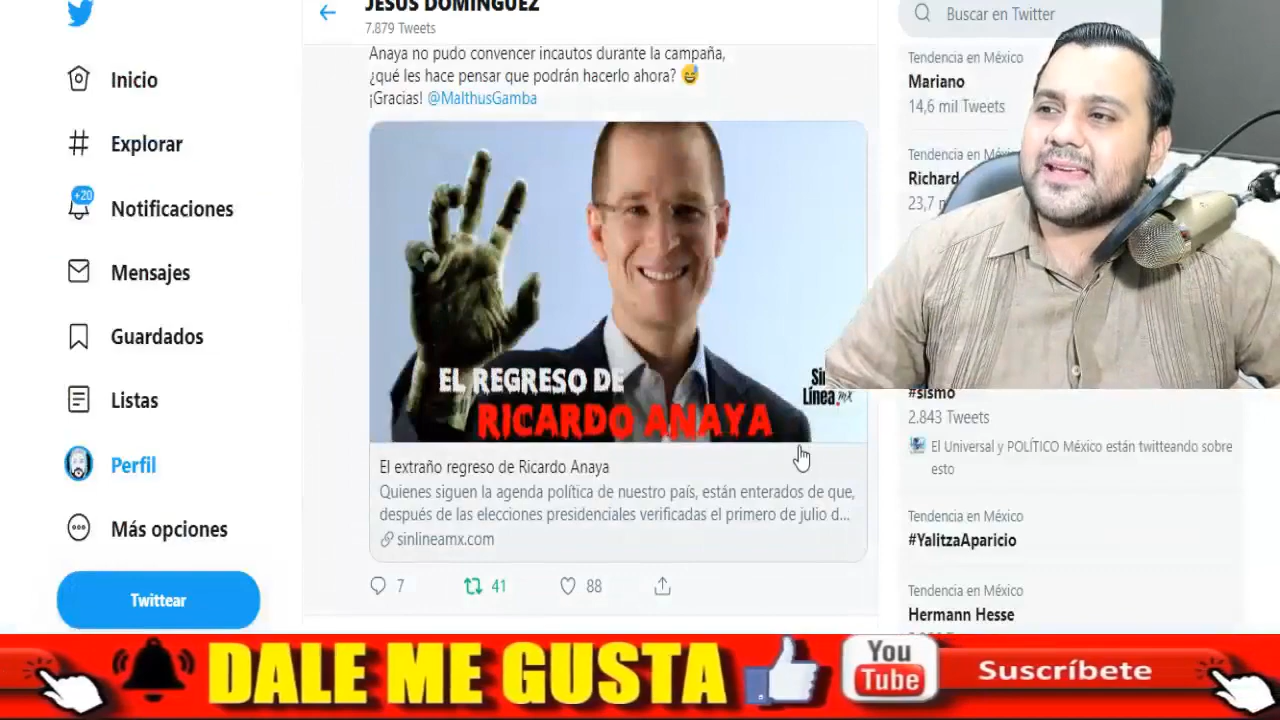 JESUS DOMINGUEZ
7.879 Tweets
Inicio
Explorar
+20
Notificaciones
Mensajes
Guardados
Listas
Perfil
Más opciones
Twittear
Anaya no pudo convencer incautos durante la campaña,
¿qué les hace pensar que podrán hacerlo ahora? 😅
¡Gracias! @MalthusGamba
EL REGRESO DE
RICARDO ANAYA
Línea.mx
El extraño regreso de Ricardo Anaya
Quienes siguen la agenda política de nuestro país, están enterados de que,
después de las elecciones presidenciales verificadas el primero de julio d...
sinlineamx.com
7 41 88
Buscar en Twitter
Tendencia en México
Mariano
14,6 mil Tweets
Tendencia en
Richard
23,7
#sismo
2.843 Tweets
El Universal y POLÍTICO México están twitteando sobre
esto
Tendencia en México
#YalitzaAparicio
Tendencia en México
Hermann Hesse
DALE ME GUSTA
You
Tube
Suscríbete